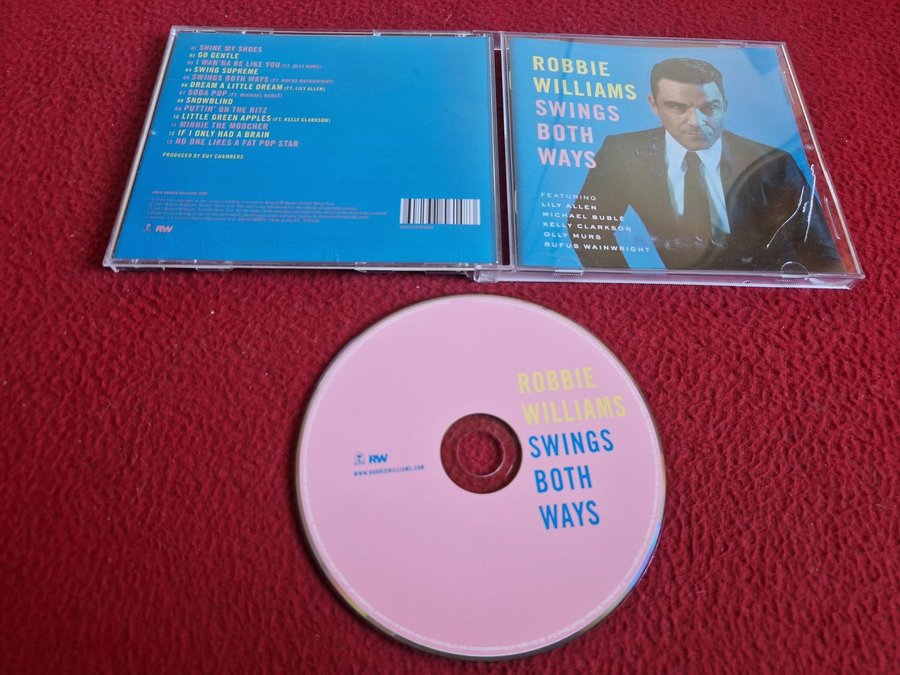 01 SHINE MY SHOES
02 GO GENTLE
03 I WAN'NA BE LIKE YOU (FT. OLLY MURS)
04 SWING SUPREME
05 SWINGS BOTH WAYS (FT. RUFUS WAINWRIGHT)
06 DREAM A LITTLE DREAM (FT. LILY ALLEN)
07 SODA POP (FT. MICHAEL BUBLÉ)
08 SNOWBLIND
09 PUTTIN' ON THE RITZ
10 LITTLE GREEN APPLES (FT. KELLY CLARKSON)
11 MINNIE THE MOOCHER
12 IF I ONLY HAD A BRAIN
13 NO ONE LIKES A FAT POP STAR
PRODUCED BY GUY CHAMBERS
WWW.ROBBIEWILLIAMS.COM
RW
ROBBIE
WILLIAMS
SWINGS
BOTH
WAYS
FEATURING
LILY ALLEN
MICHAEL BUBLÉ
KELLY CLARKSON
OLLY MURS
RUFUS WAINWRIGHT
ROBBIE
WILLIAMS
SWINGS
BOTH
WAYS
RW
WWW.ROBBIEWILLIAMS.COM